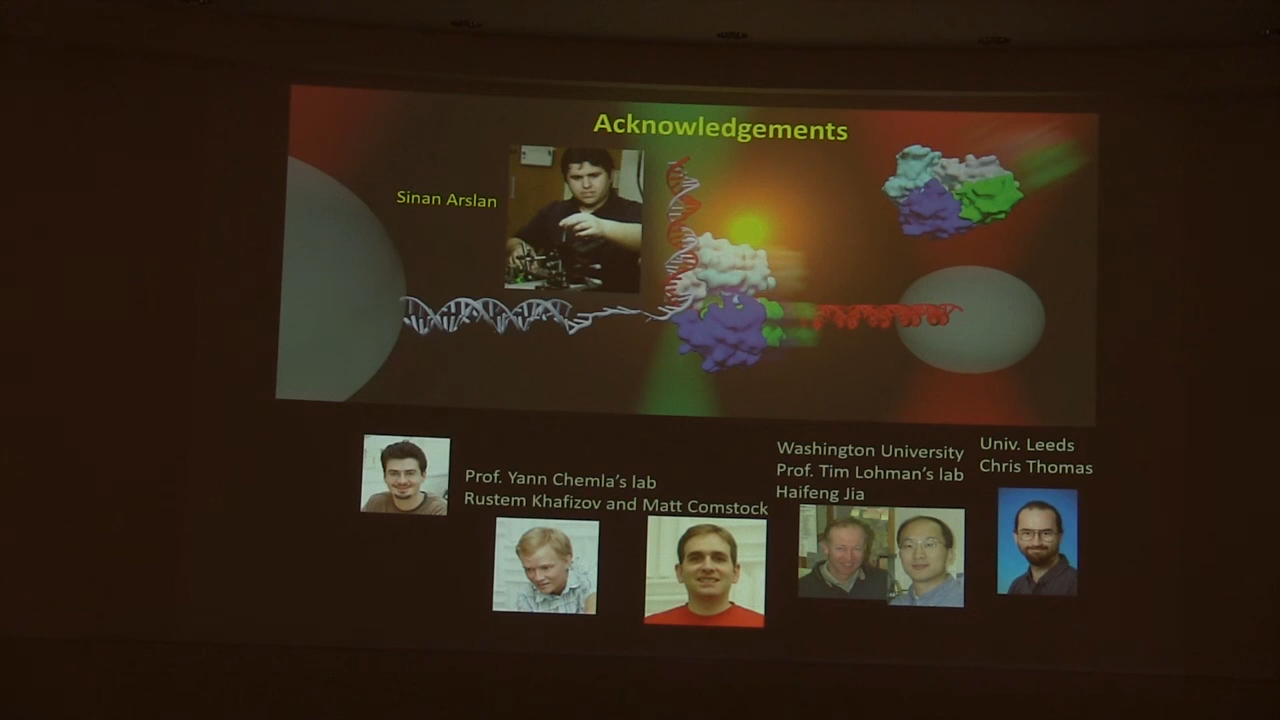 Acknowledgements
Sinan Arslan
Prof. Yann Chemla's lab
Rustem Khafizov and Matt Comstock
Washington University
Prof. Tim Lohman's lab
Haifeng Jia
Univ. Leeds
Chris Thomas